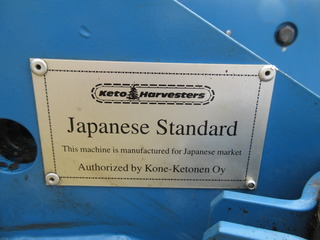 Keto Harvesters
Japanese Standard
This machine is manufactured for Japanese market
Authorized by Kone-Ketonen Oy